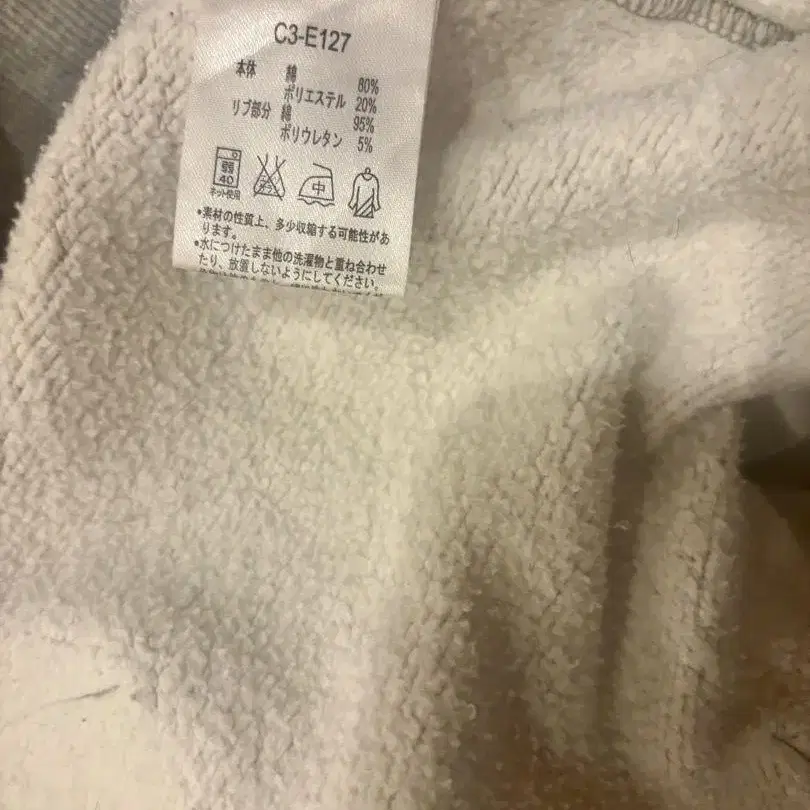 C3-E127
本体 綿 80%
ポリエステル 20%
リブ部分 綿 95%
ポリウレタン 5%
弱
40 中
ネット使用
•素材の性質上、多少収縮する可能性があ
ります。
•水につけたまま他の洗濯物と重ね合わせ
たり、放置しないようにしてください。